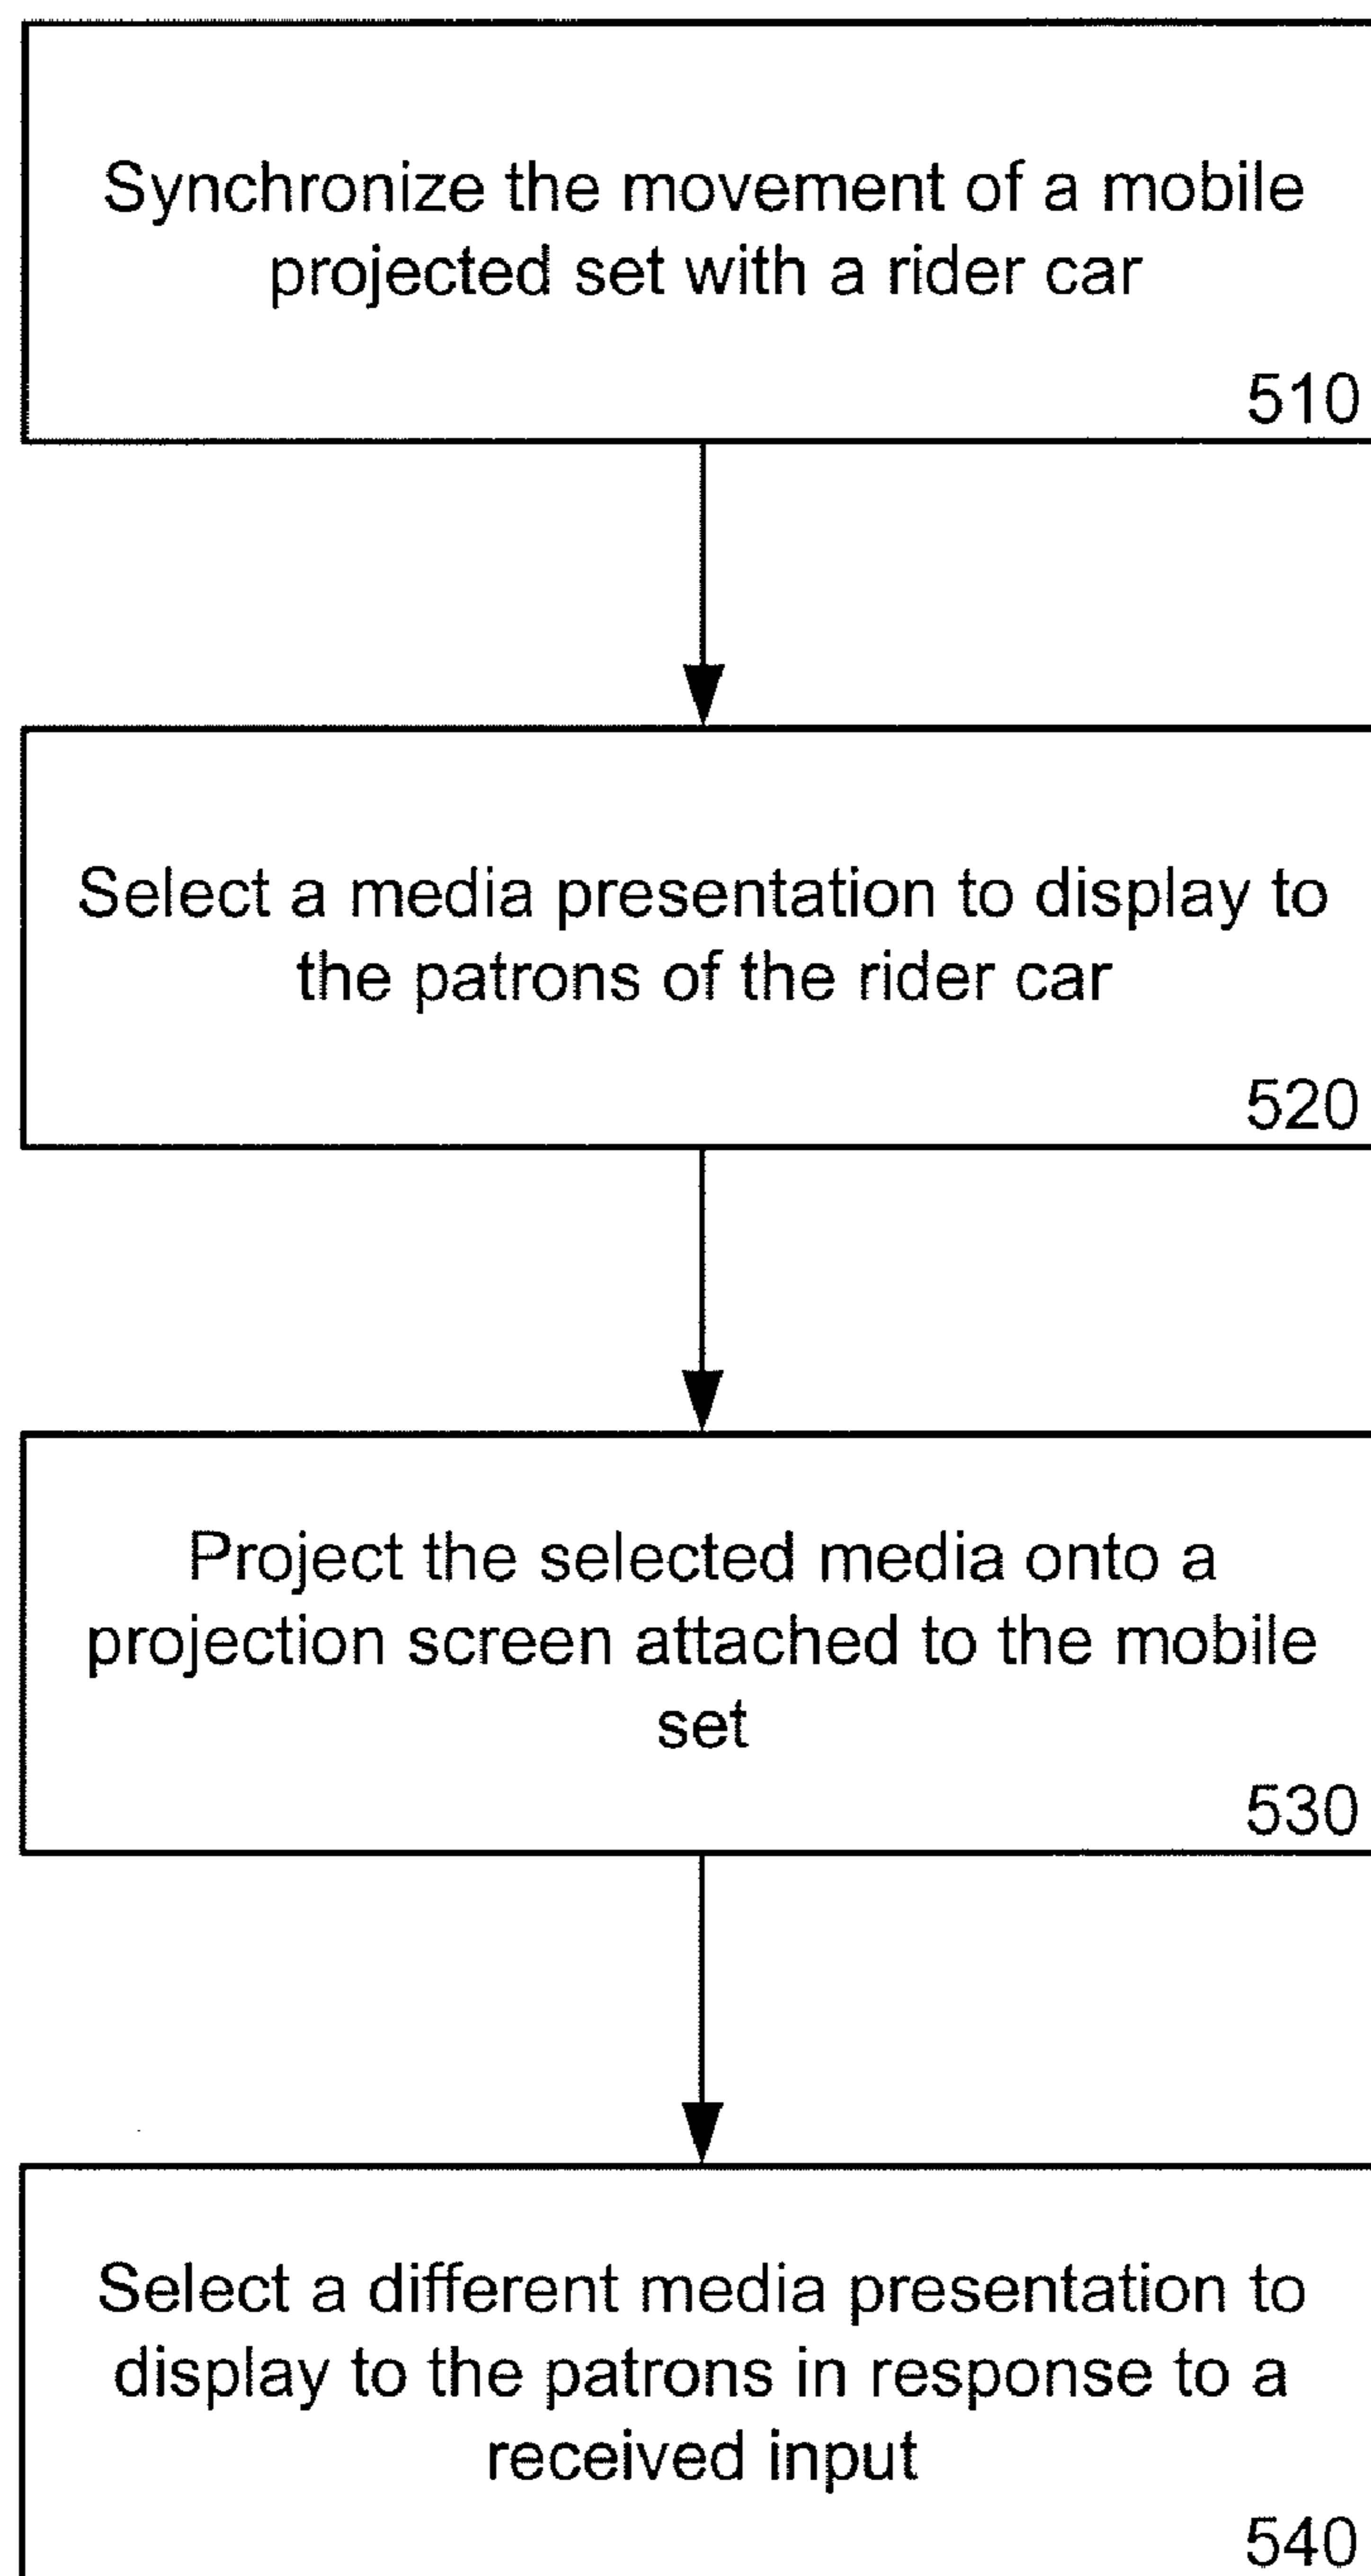 Synchronize the movement of a mobile
projected set with a rider car
510
Select a media presentation to display to
the patrons of the rider car
520
Project the selected media onto a
projection screen attached to the mobile
set
530
Select a different media presentation to
display to the patrons in response to a
received input
540